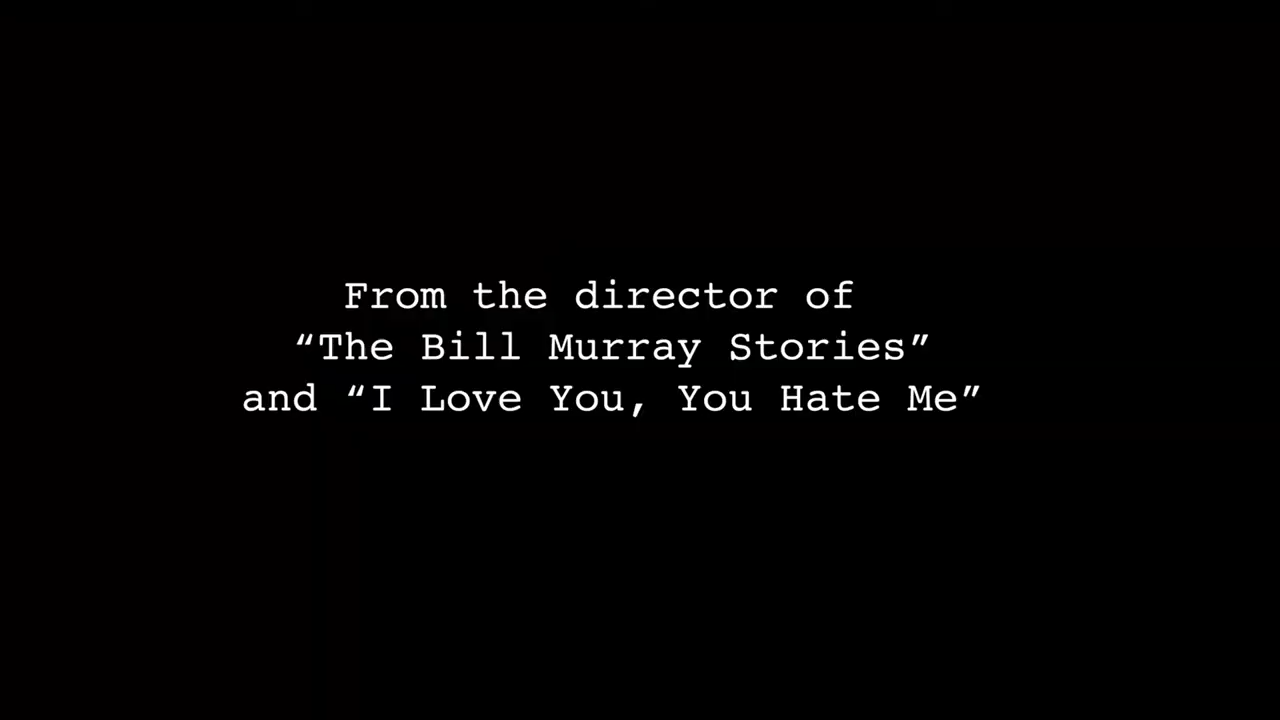 From the director of
“The Bill Murray Stories”
and “I Love You, You Hate Me”